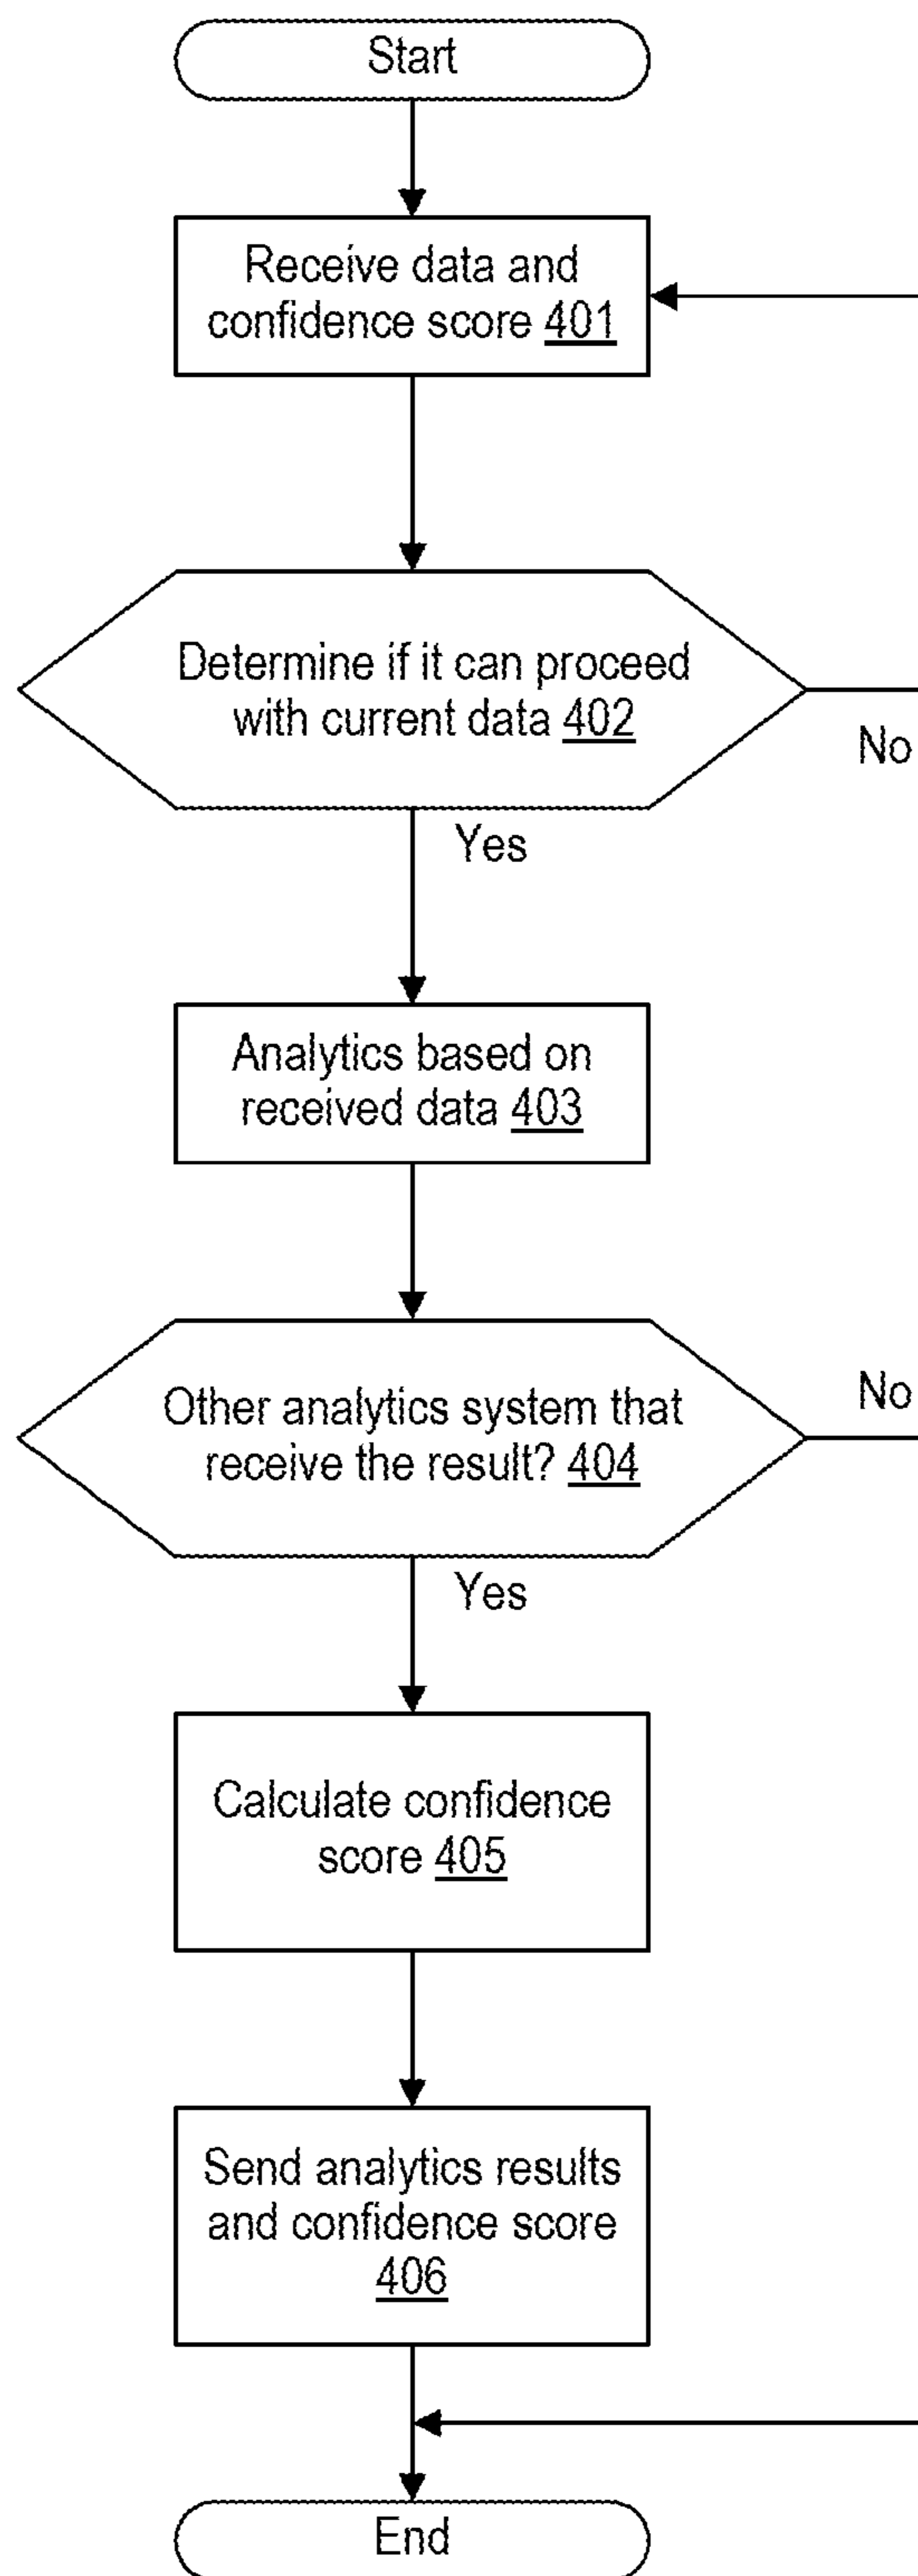 Start
Receive data and
confidence score 401
Determine if it can proceed
with current data 402
No
Yes
Analytics based on
received data 403
Other analytics system that
receive the result? 404
No
Yes
Calculate confidence
score 405
Send analytics results
and confidence score
406
End